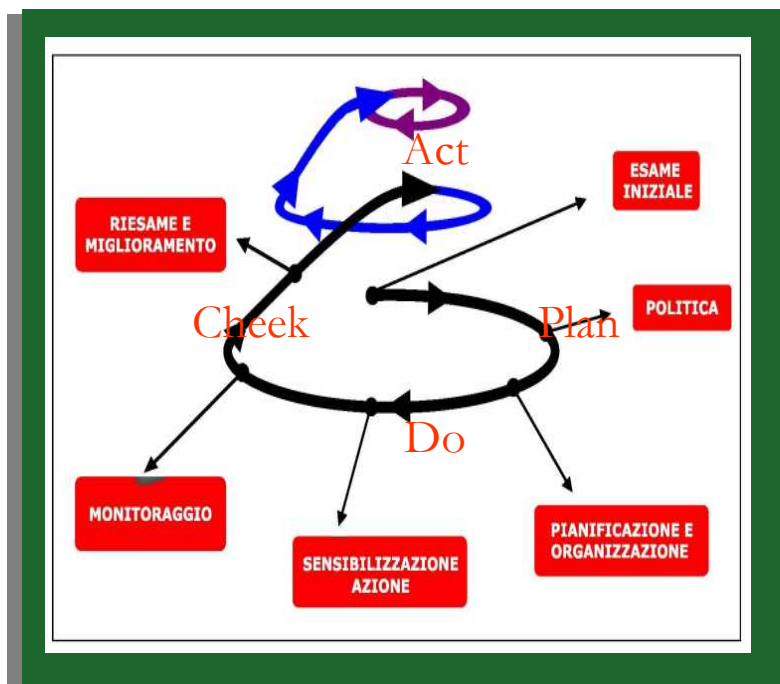 Act
ESAME
INIZIALE
RIESAME E
MIGLIORAMENTO
Cheek
Plan
POLITICA
Do
MONITORAGGIO
SENSIBILIZZAZIONE
AZIONE
PIANIFICAZIONE E
ORGANIZZAZIONE